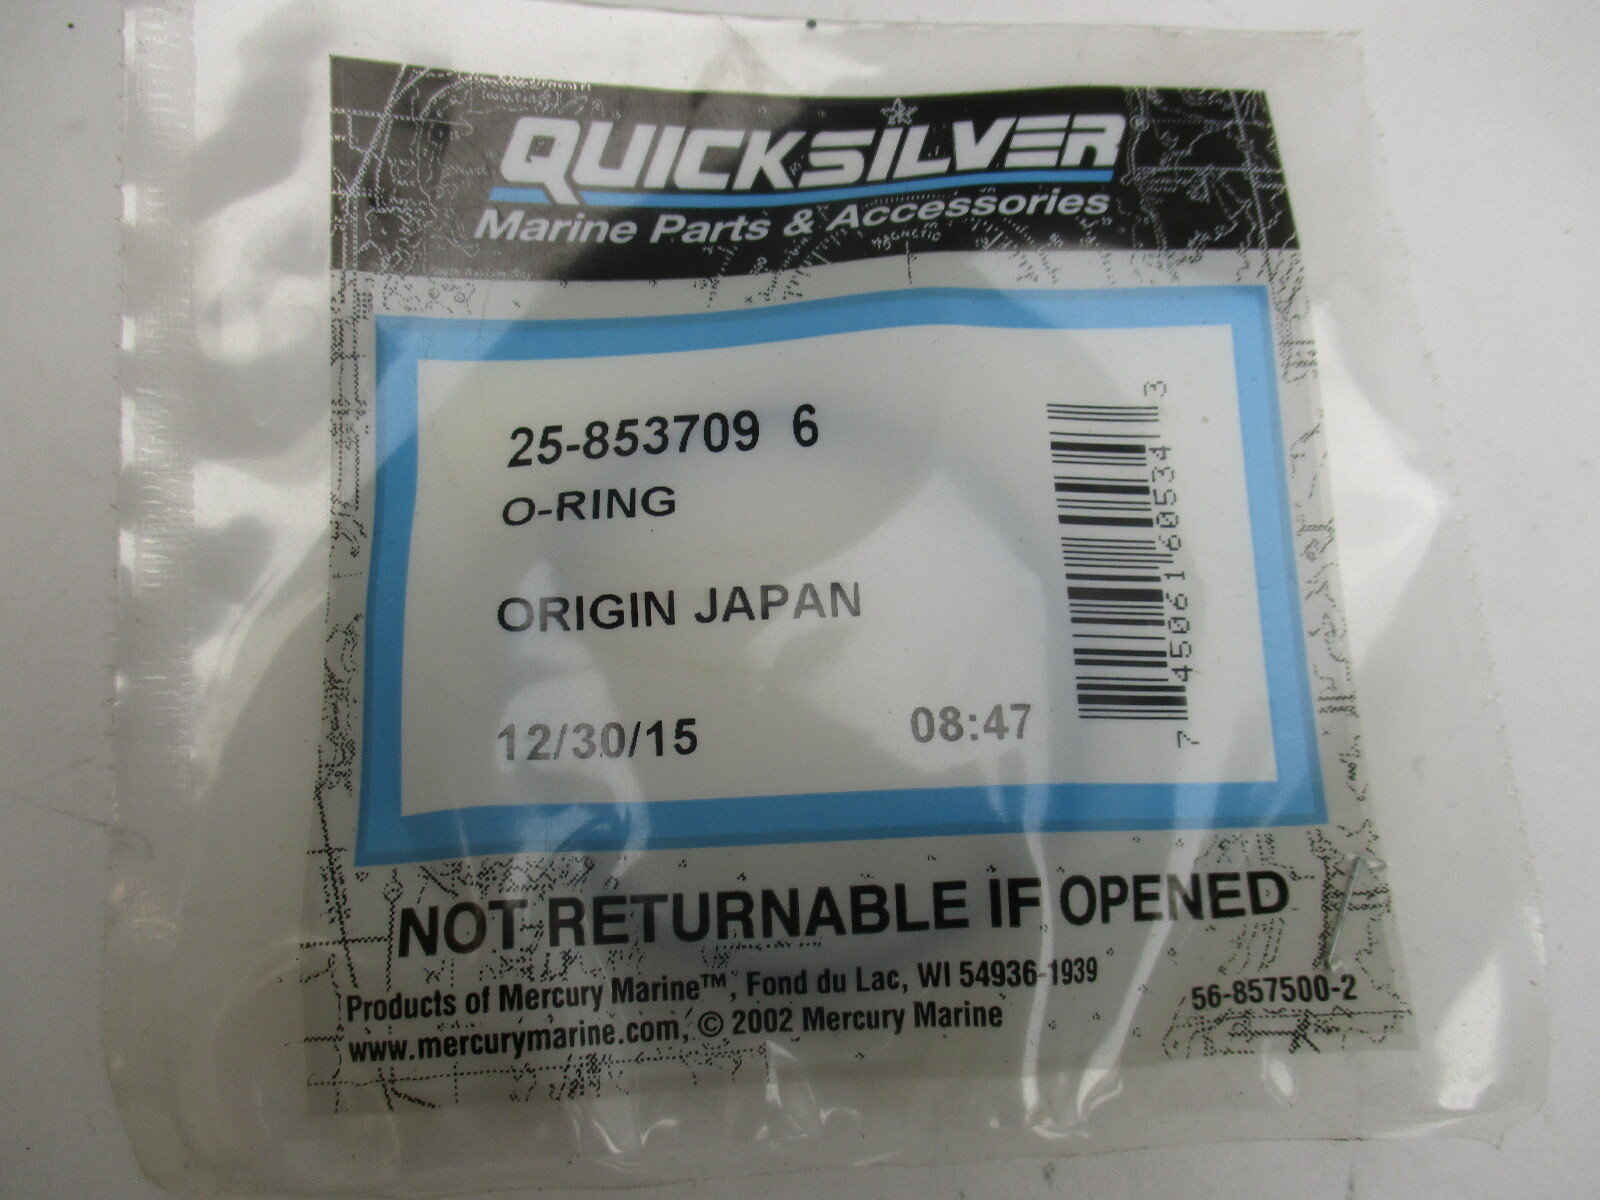 QUICKSILVER®
Marine Parts & Accessories
MAGNETIC
25-853709 6
O-RING
ORIGIN JAPAN
12/30/15 08:47
7 45061 60534 3
NOT RETURNABLE IF OPENED
Products of Mercury Marine™, Fond du Lac, WI 54936-1939
www.mercurymarine.com, © 2002 Mercury Marine
56-857500-2